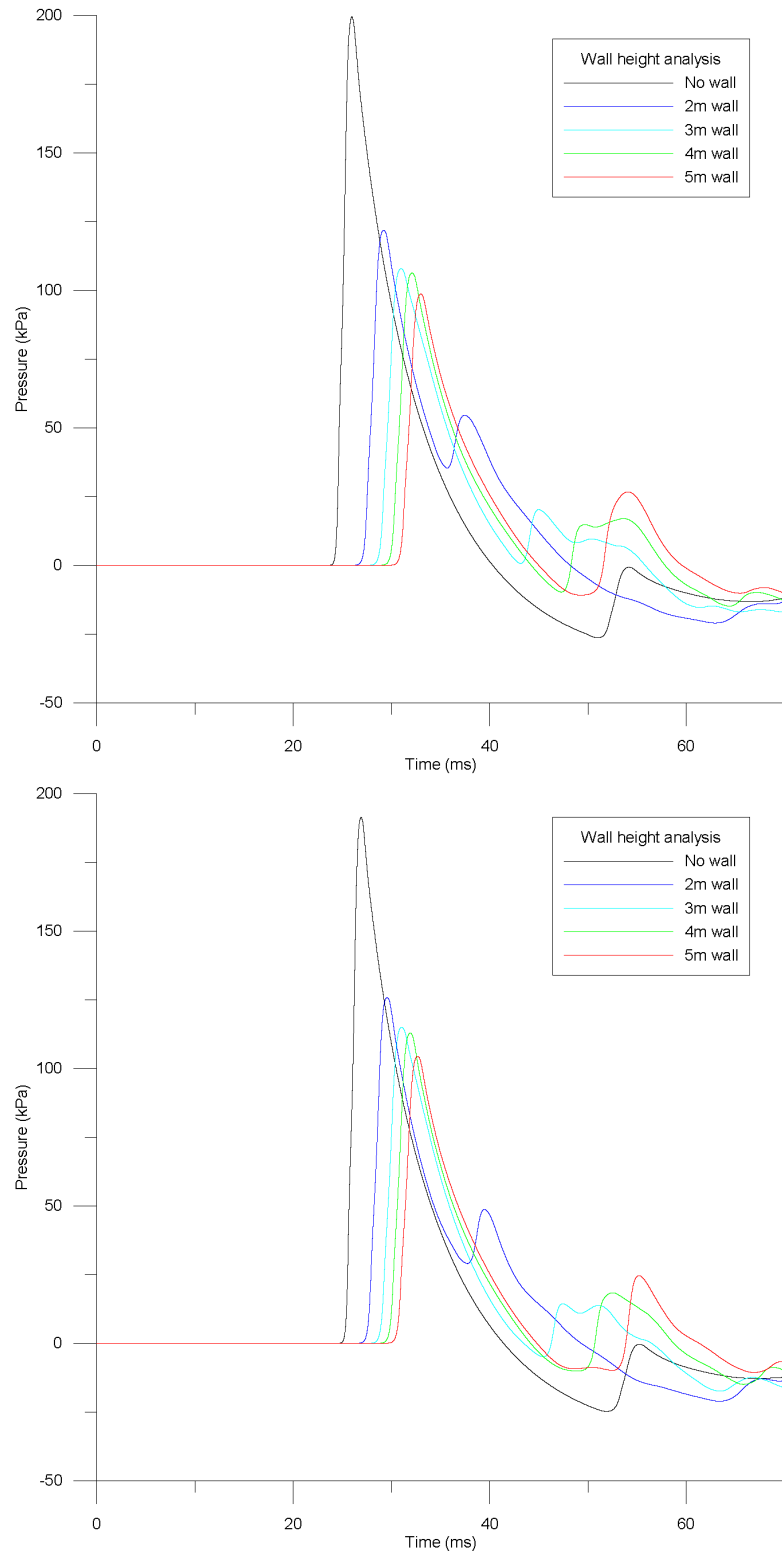 200
150
100
50
0
-50
Pressure (kPa)
0
20
40
60
Time (ms)
Wall height analysis
No wall
2m wall
3m wall
4m wall
5m wall
200
150
100
50
0
-50
Pressure (kPa)
0
20
40
60
Time (ms)
Wall height analysis
No wall
2m wall
3m wall
4m wall
5m wall